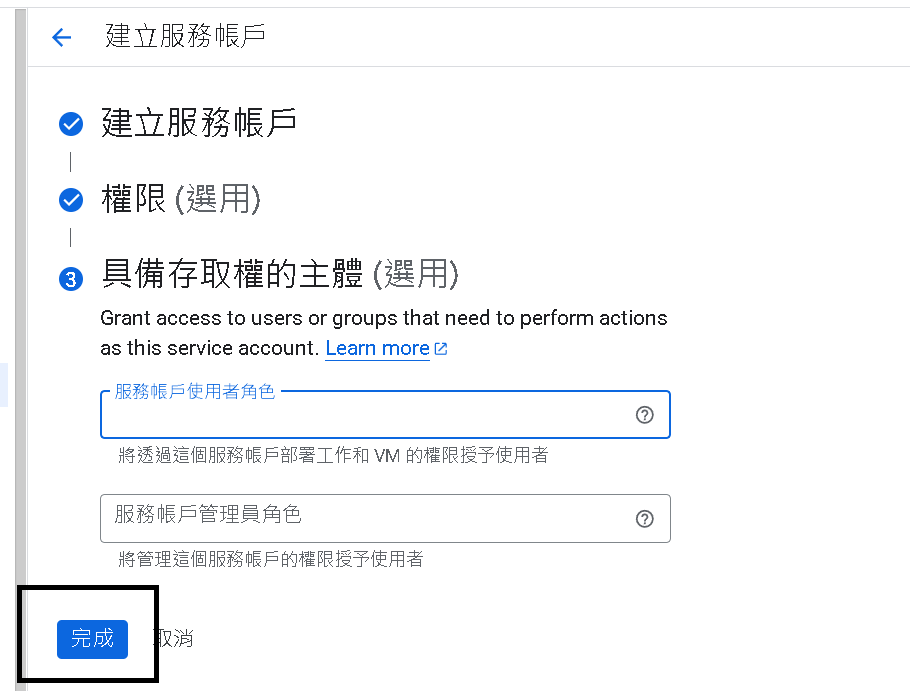 建立服務帳戶
建立服務帳戶
權限 (選用)
3 具備存取權的主體 (選用)
Grant access to users or groups that need to perform actions
as this service account. Learn more
服務帳戶使用者角色
將透過這個服務帳戶部署工作和 VM 的權限授予使用者
服務帳戶管理員角色
將管理這個服務帳戶的權限授予使用者
完成 取消